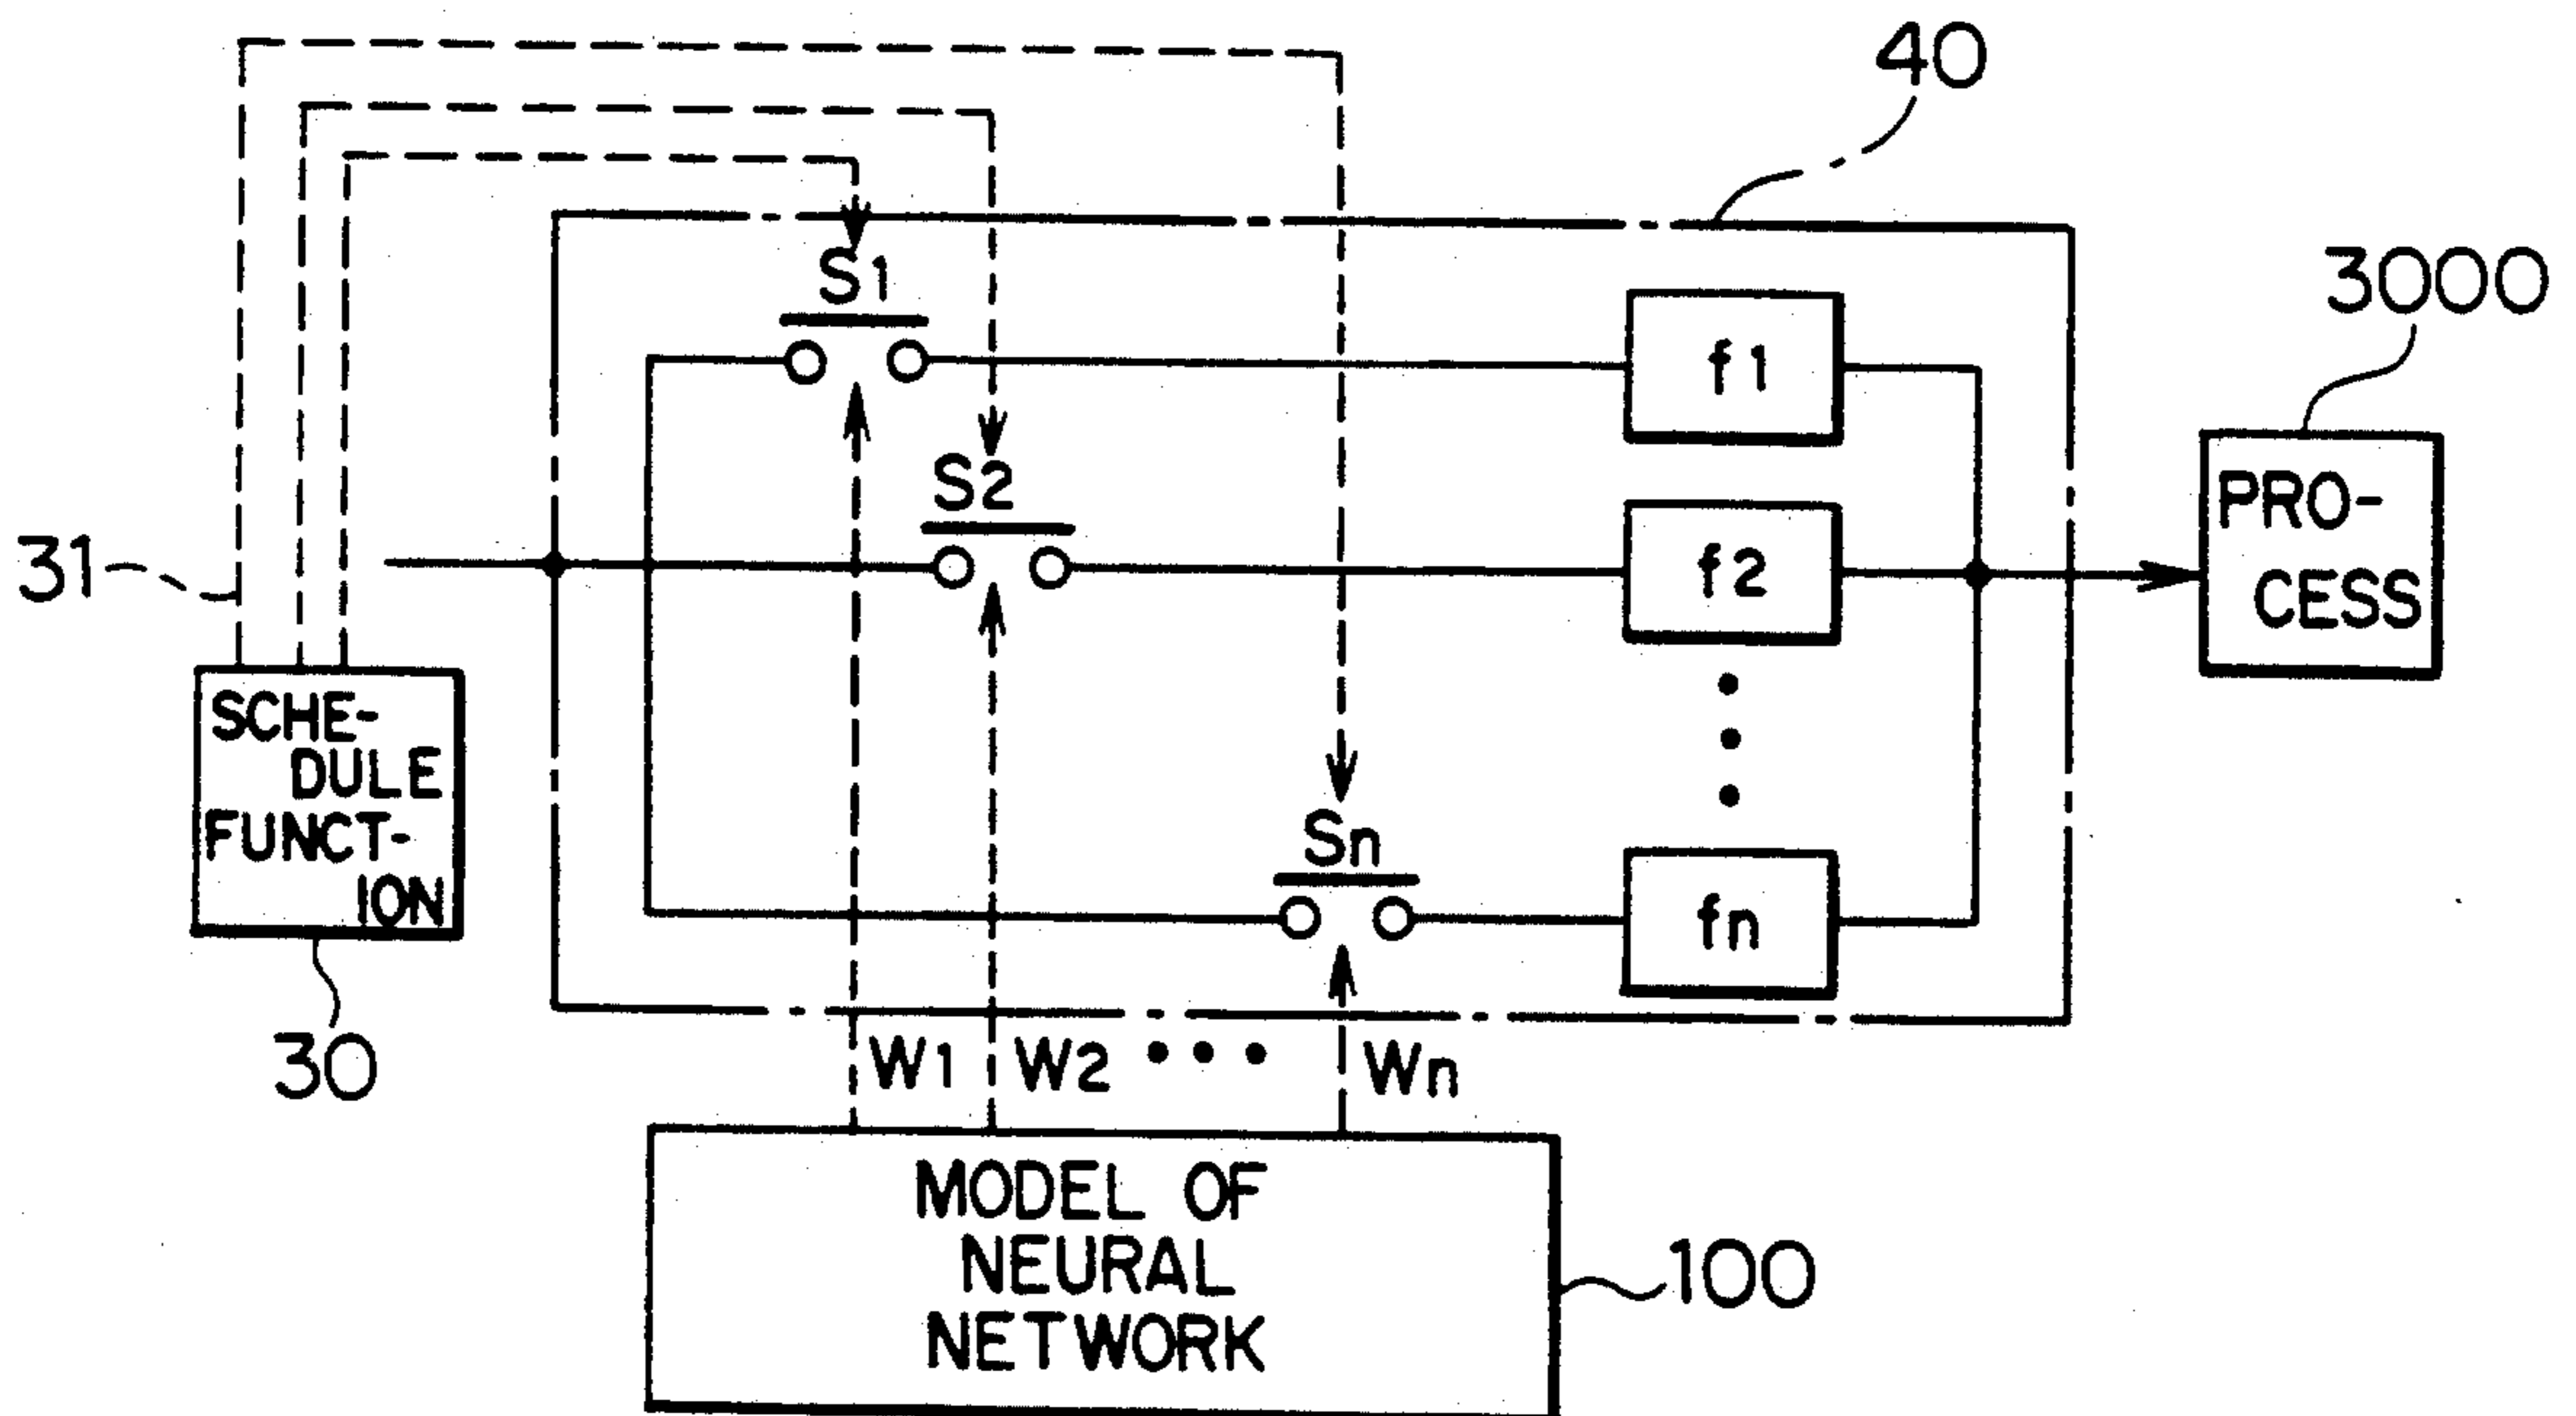 40
3000
S1
f1
PRO-
CESS
S2
f2
31
SCHE-
DULE
FUNCT-
ION
Sn
fn
30
W1 W2 • • • Wn
MODEL OF
NEURAL
NETWORK
100